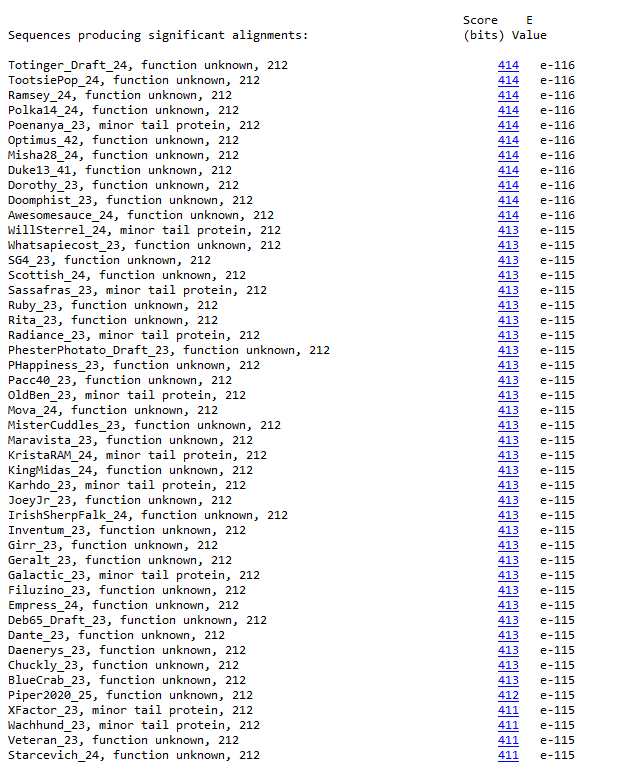 Score E
Sequences producing significant alignments: (bits) Value
Totinger_Draft_24, function unknown, 212 414 e-116
TootsiePop_24, function unknown, 212 414 e-116
Ramsey_24, function unknown, 212 414 e-116
Polka14_24, function unknown, 212 414 e-116
Poenanya_23, minor tail protein, 212 414 e-116
Optimus_42, function unknown, 212 414 e-116
Misha28_24, function unknown, 212 414 e-116
Duke13_41, function unknown, 212 414 e-116
Dorothy_23, function unknown, 212 414 e-116
Doomphist_23, function unknown, 212 414 e-116
Awesomesauce_24, function unknown, 212 414 e-116
WillSterrel_24, minor tail protein, 212 413 e-115
Whatsapiecost_23, function unknown, 212 413 e-115
SG4_23, function unknown, 212 413 e-115
Scottish_24, function unknown, 212 413 e-115
Sassafras_23, minor tail protein, 212 413 e-115
Ruby_23, function unknown, 212 413 e-115
Rita_23, function unknown, 212 413 e-115
Radiance_23, minor tail protein, 212 413 e-115
PhesterPhotato_Draft_23, function unknown, 212 413 e-115
PHappiness_23, function unknown, 212 413 e-115
Pacc40_23, function unknown, 212 413 e-115
OldBen_23, minor tail protein, 212 413 e-115
Mova_24, function unknown, 212 413 e-115
MisterCuddles_23, function unknown, 212 413 e-115
Maravista_23, function unknown, 212 413 e-115
KristaRAM_24, minor tail protein, 212 413 e-115
KingMidas_24, function unknown, 212 413 e-115
Karhdo_23, minor tail protein, 212 413 e-115
JoeyJr_23, function unknown, 212 413 e-115
IrishSherpFalk_24, function unknown, 212 413 e-115
Inventum_23, function unknown, 212 413 e-115
Girr_23, function unknown, 212 413 e-115
Geralt_23, function unknown, 212 413 e-115
Galactic_23, minor tail protein, 212 413 e-115
Filuzino_23, function unknown, 212 413 e-115
Empress_24, function unknown, 212 413 e-115
Deb65_Draft_23, function unknown, 212 413 e-115
Dante_23, function unknown, 212 413 e-115
Daenerys_23, function unknown, 212 413 e-115
Chuckly_23, function unknown, 212 413 e-115
BlueCrab_23, function unknown, 212 413 e-115
Piper2020_25, function unknown, 212 412 e-115
XFactor_23, minor tail protein, 212 411 e-115
Wachhund_23, minor tail protein, 212 411 e-115
Veteran_23, function unknown, 212 411 e-115
Starcevich_24, function unknown, 212 411 e-115